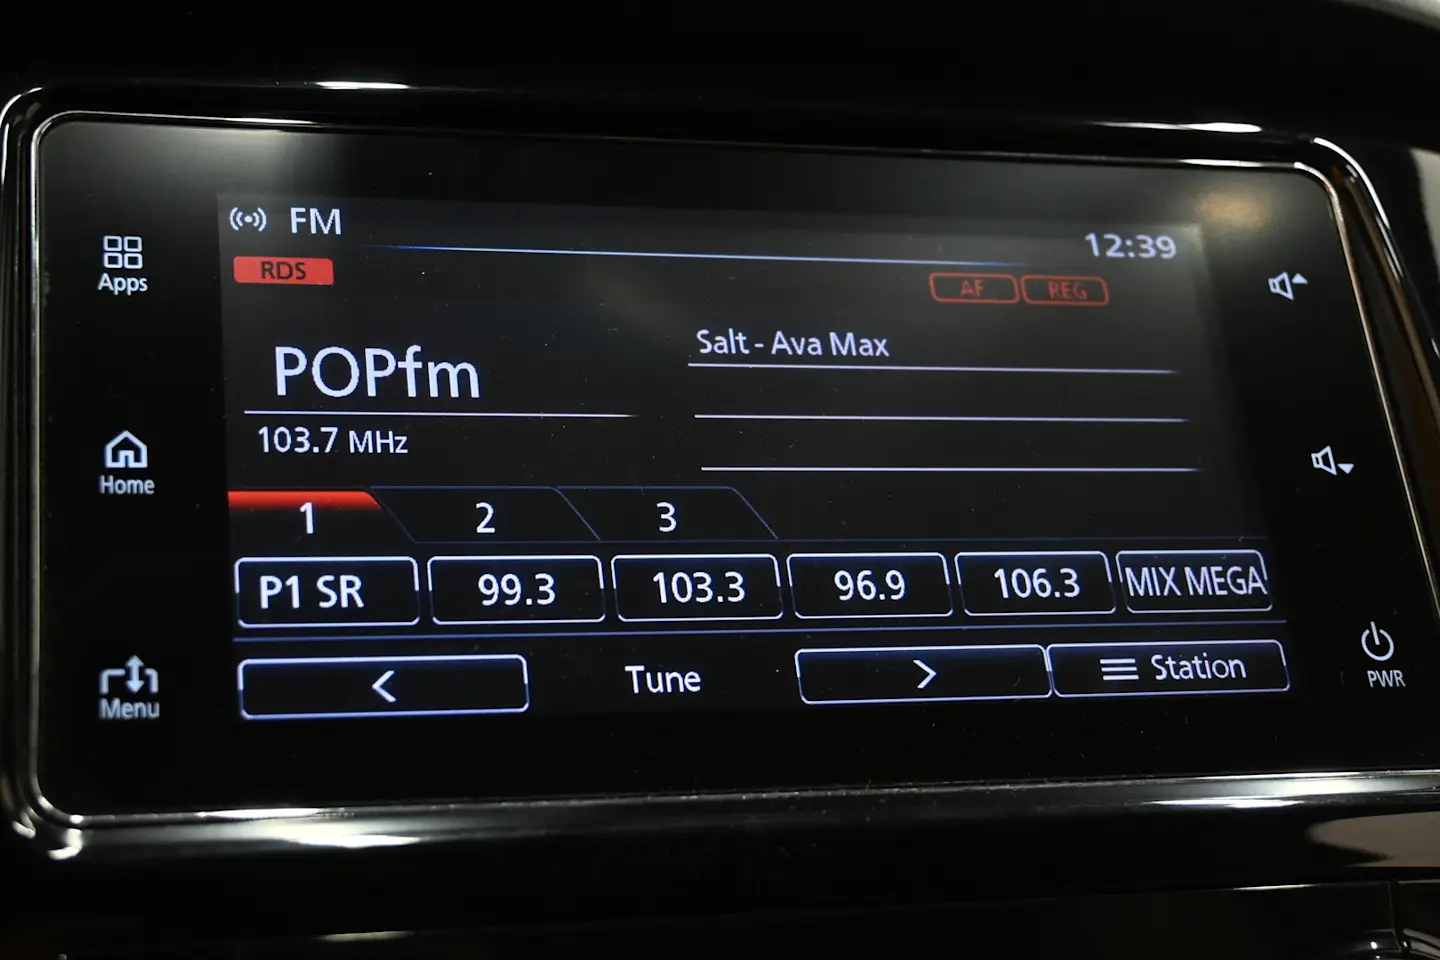 FM
12:39
RDS
AF REG
Apps
Salt - Ava Max
POPfm
103.7 MHz
Home
1 2 3
P1 SR 99.3 103.3 96.9 106.3 MIX MEGA
< Tune > Station
Menu
PWR